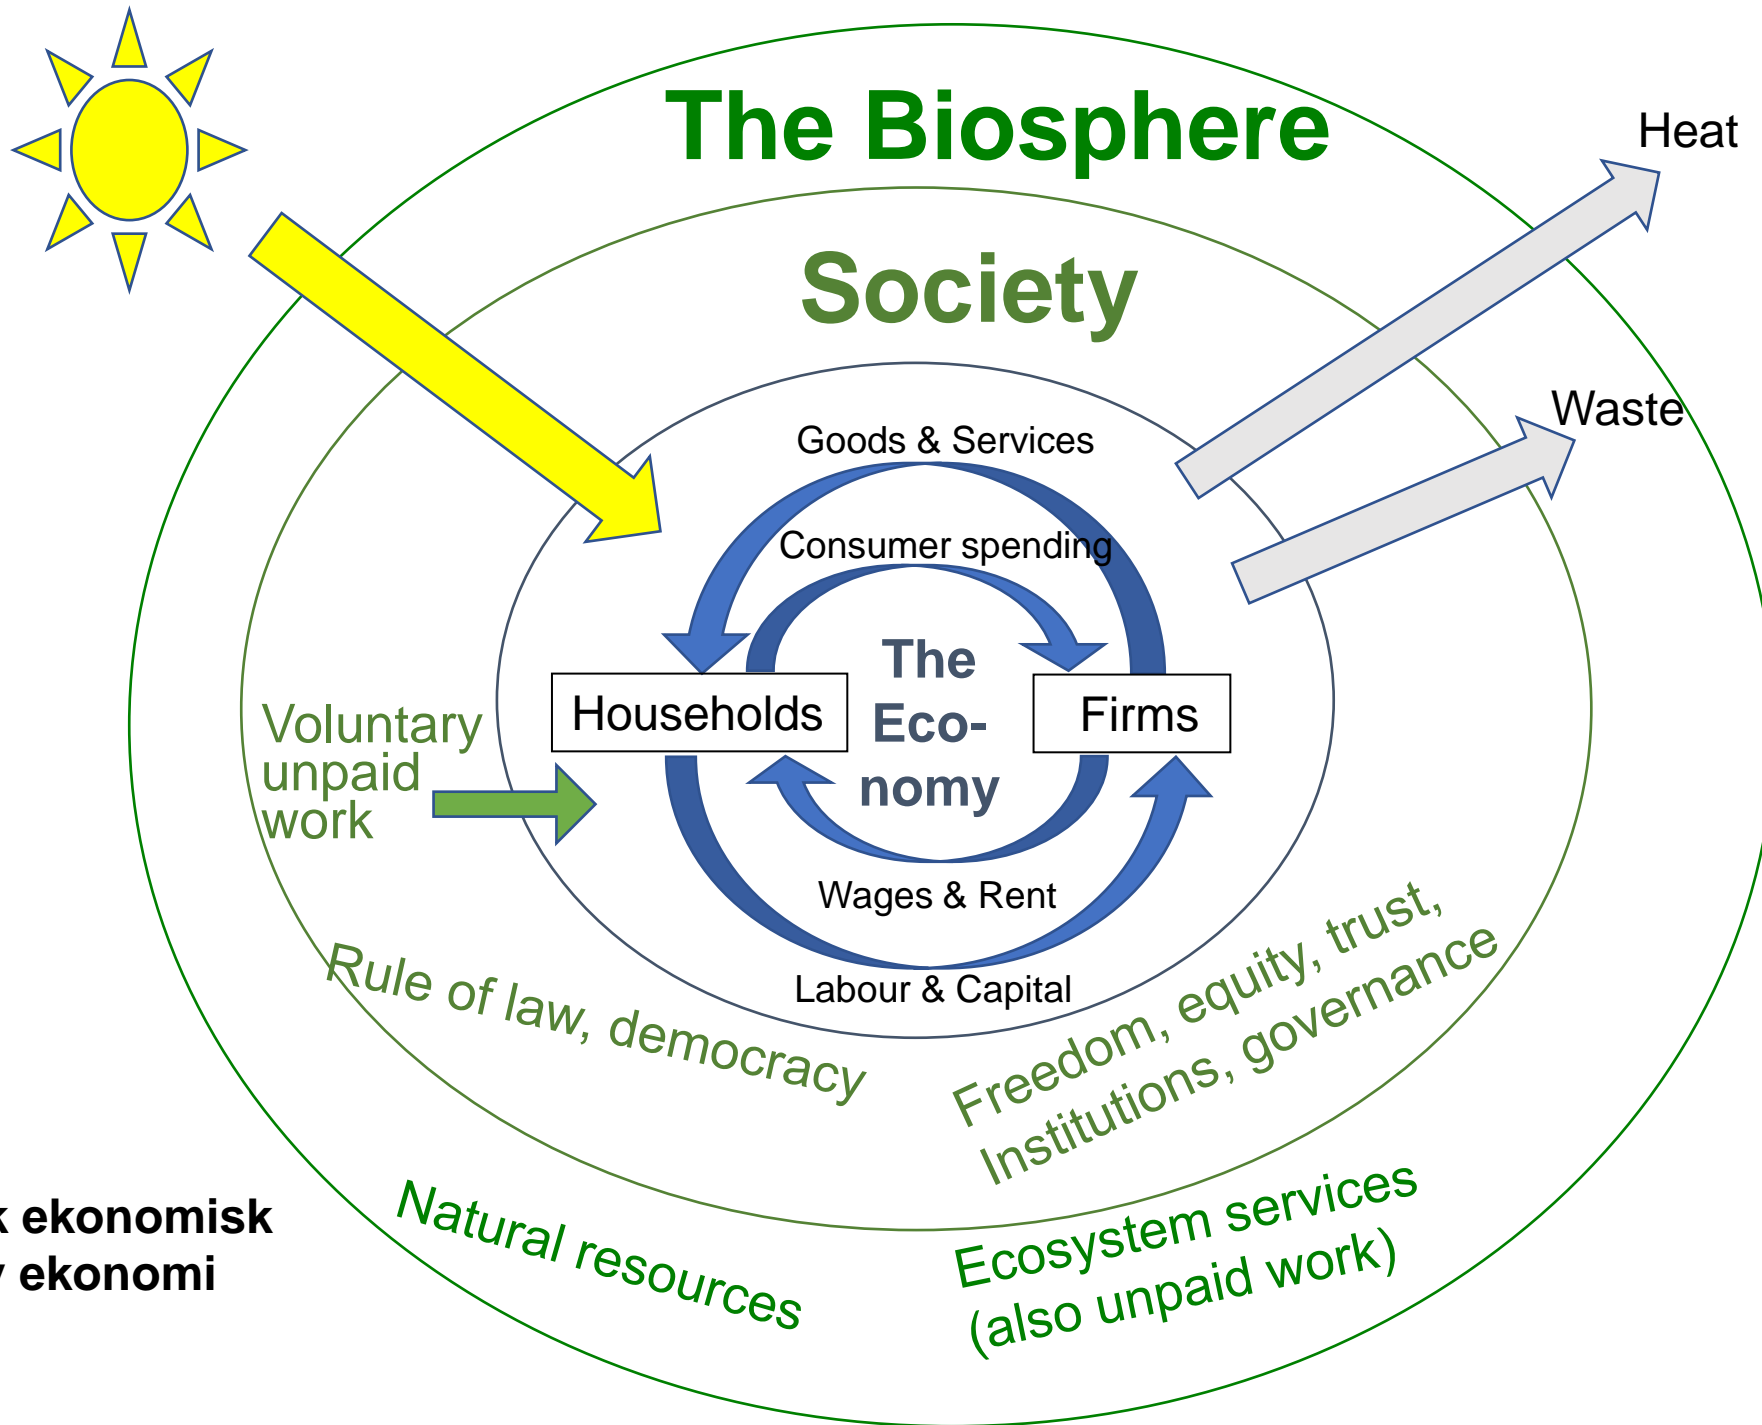 The Biosphere
Heat
Society
Waste
Goods & Services
Consumer spending
The
Eco-
nomy
Households
Firms
Voluntary
unpaid
work
Wages & Rent
Labour & Capital
Rule of law, democracy
Freedom, equity, trust,
Institutions, governance
Natural resources
Ecosystem services
(also unpaid work)
ekonomisk
ekonomi